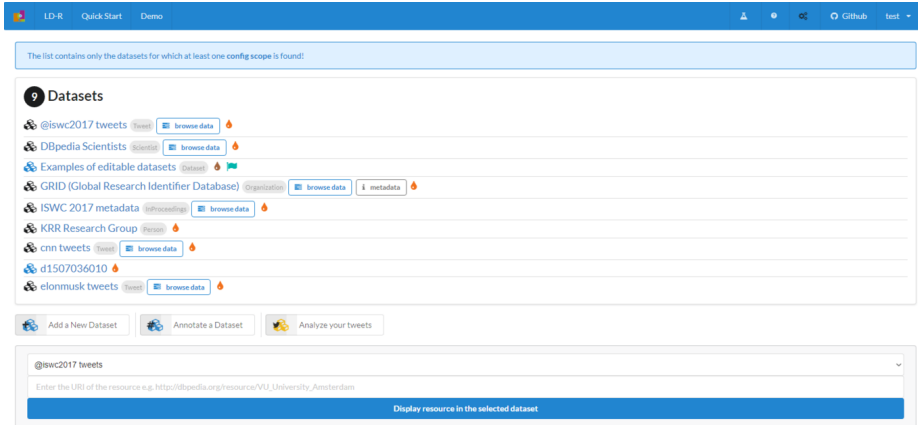 LD-R Quick Start Demo Github test
The list contains only the datasets for which at least one config scope is found!
9 Datasets
@iswc2017 tweets Tweet browse data
DBpedia Scientists Scientist browse data
Examples of editable datasets Dataset
GRID (Global Research Identifier Database) Organization browse data i metadata
ISWC 2017 metadata InProceedings browse data
KRR Research Group Person
cnn tweets Tweet browse data
d1507036010
elonmusk tweets Tweet browse data
Add a New Dataset Annotate a Dataset Analyze your tweets
@iswc2017 tweets
Enter the URI of the resource e.g. http://dbpedia.org/resource/VU_University_Amsterdam
Display resource in the selected dataset